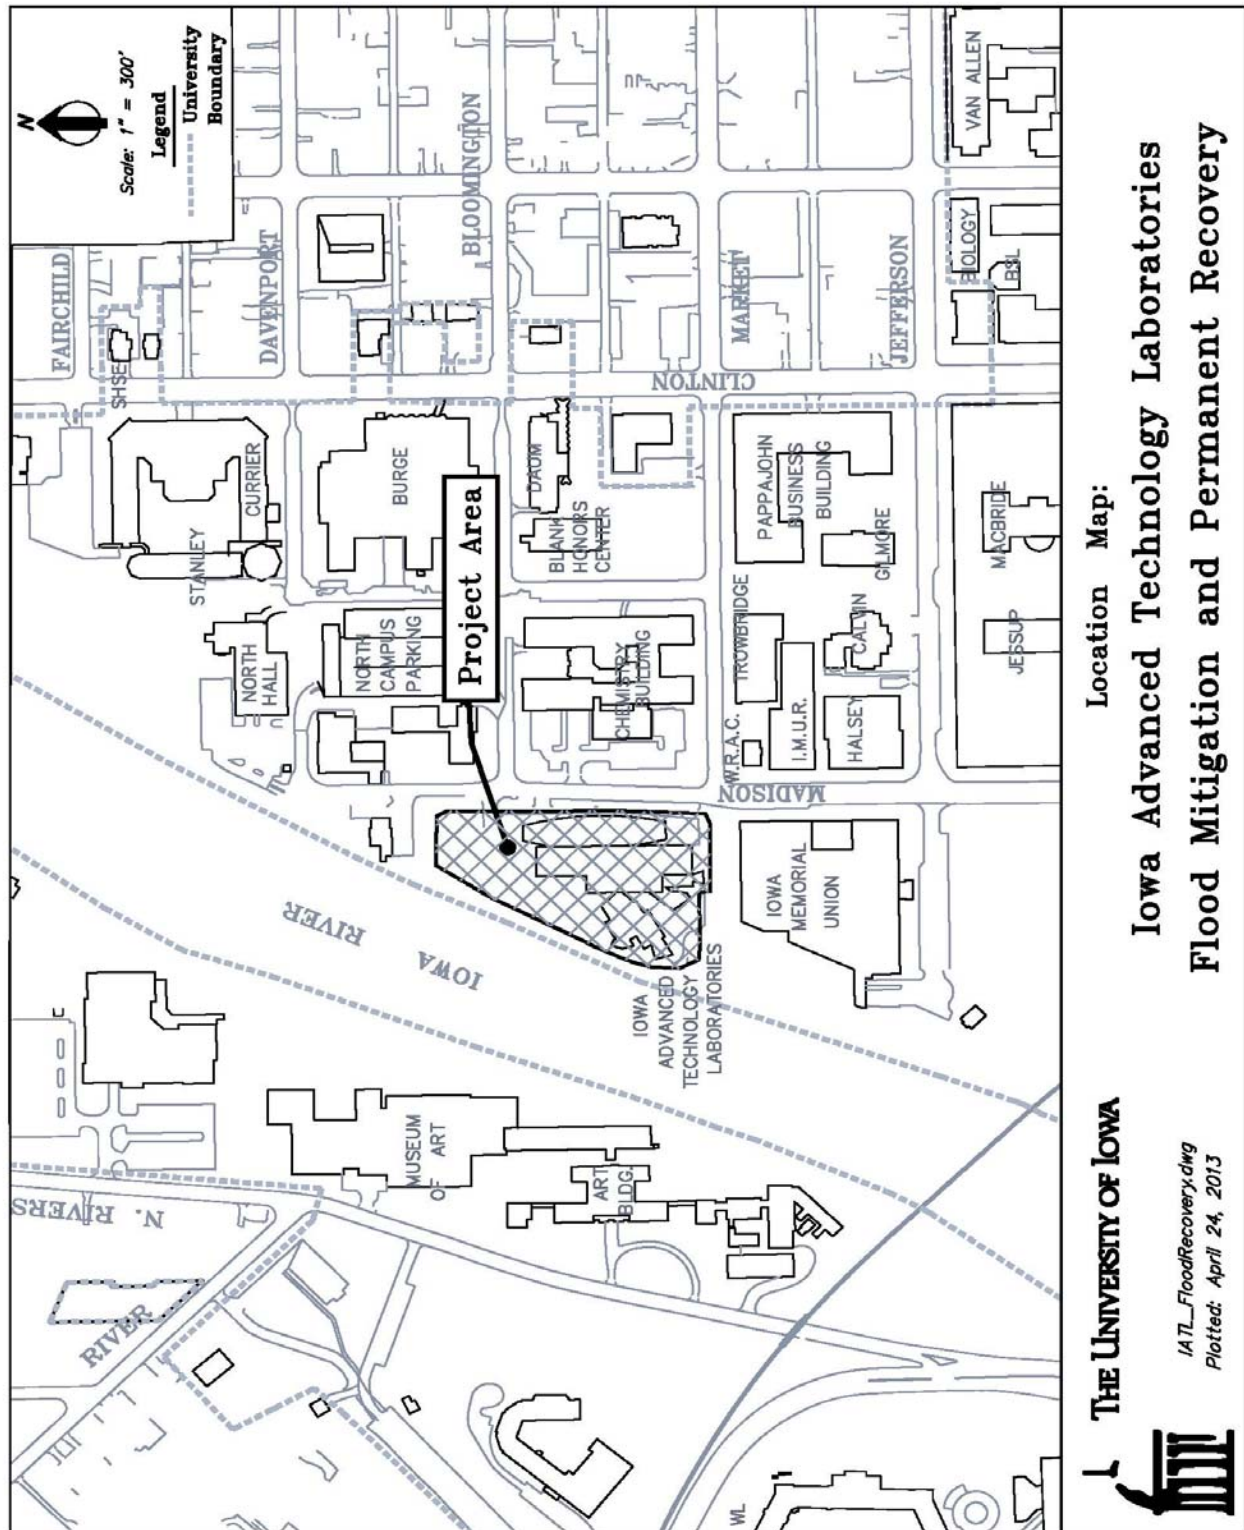 N
Scale: 1" = 300'
Legend
University
Boundary
FAIRCHILD
DAVENPORT
BLOOMINGTON
MARKET
JEFFERSON
CLINTON
MADISON
N. RIVERS
RIVER
IOWA
RIVER
SHSE
VAN ALLEN
BIOLOGY
BSL
STANLEY
CURRIER
BURGE
DAUM
BLANK
HONORS
CENTER
PAPPAJOHN
BUSINESS
BUILDING
GILMORE
MACBRIDE
NORTH
HALL
NORTH
CAMPUS
PARKING
Project Area
CHEMISTRY
BUILDING
TROWBRIDGE
W.R.A.C.
I.M.U.R.
CALVIN
HALSEY
JESSUP
IOWA
MEMORIAL
UNION
IOWA
ADVANCED
TECHNOLOGY
LABORATORIES
MUSEUM
OF ART
ART
BLDG.
WL
THE UNIVERSITY OF IOWA
IATL_FloodRecovery.dwg
Plotted: April 24, 2013
Location Map:
Iowa Advanced Technology Laboratories
Flood Mitigation and Permanent Recovery